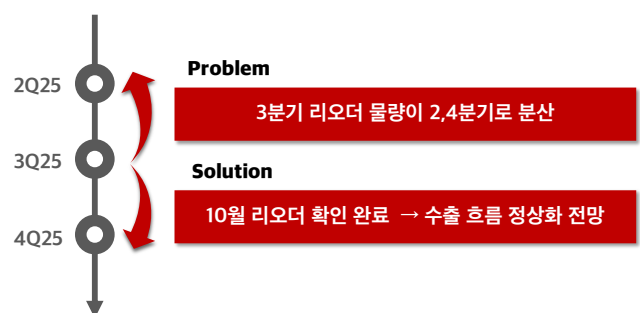 Problem
2Q25
3분기 리오더 물량이 2,4분기로 분산
3Q25
Solution
10월 리오더 확인 완료 → 수출 흐름 정상화 전망
4Q25